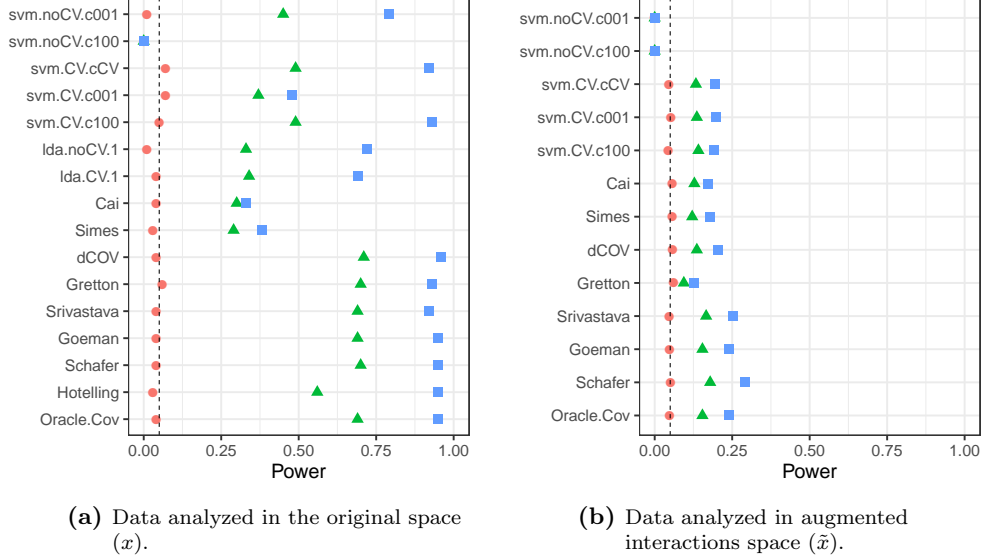 svm.noCV.c001
svm.noCV.c100
svm.CV.cCV
svm.CV.c001
svm.CV.c100
lda.noCV.1
lda.CV.1
Cai
Simes
dCOV
Gretton
Srivastava
Goeman
Schafer
Hotelling
Oracle.Cov
0.00 0.25 0.50 0.75 1.00
Power
(a) Data analyzed in the original space
(x).
svm.noCV.c001
svm.noCV.c100
svm.CV.cCV
svm.CV.c001
svm.CV.c100
Cai
Simes
dCOV
Gretton
Srivastava
Goeman
Schafer
Oracle.Cov
0.00 0.25 0.50 0.75 1.00
Power
(b) Data analyzed in augmented
interactions space (x̃).